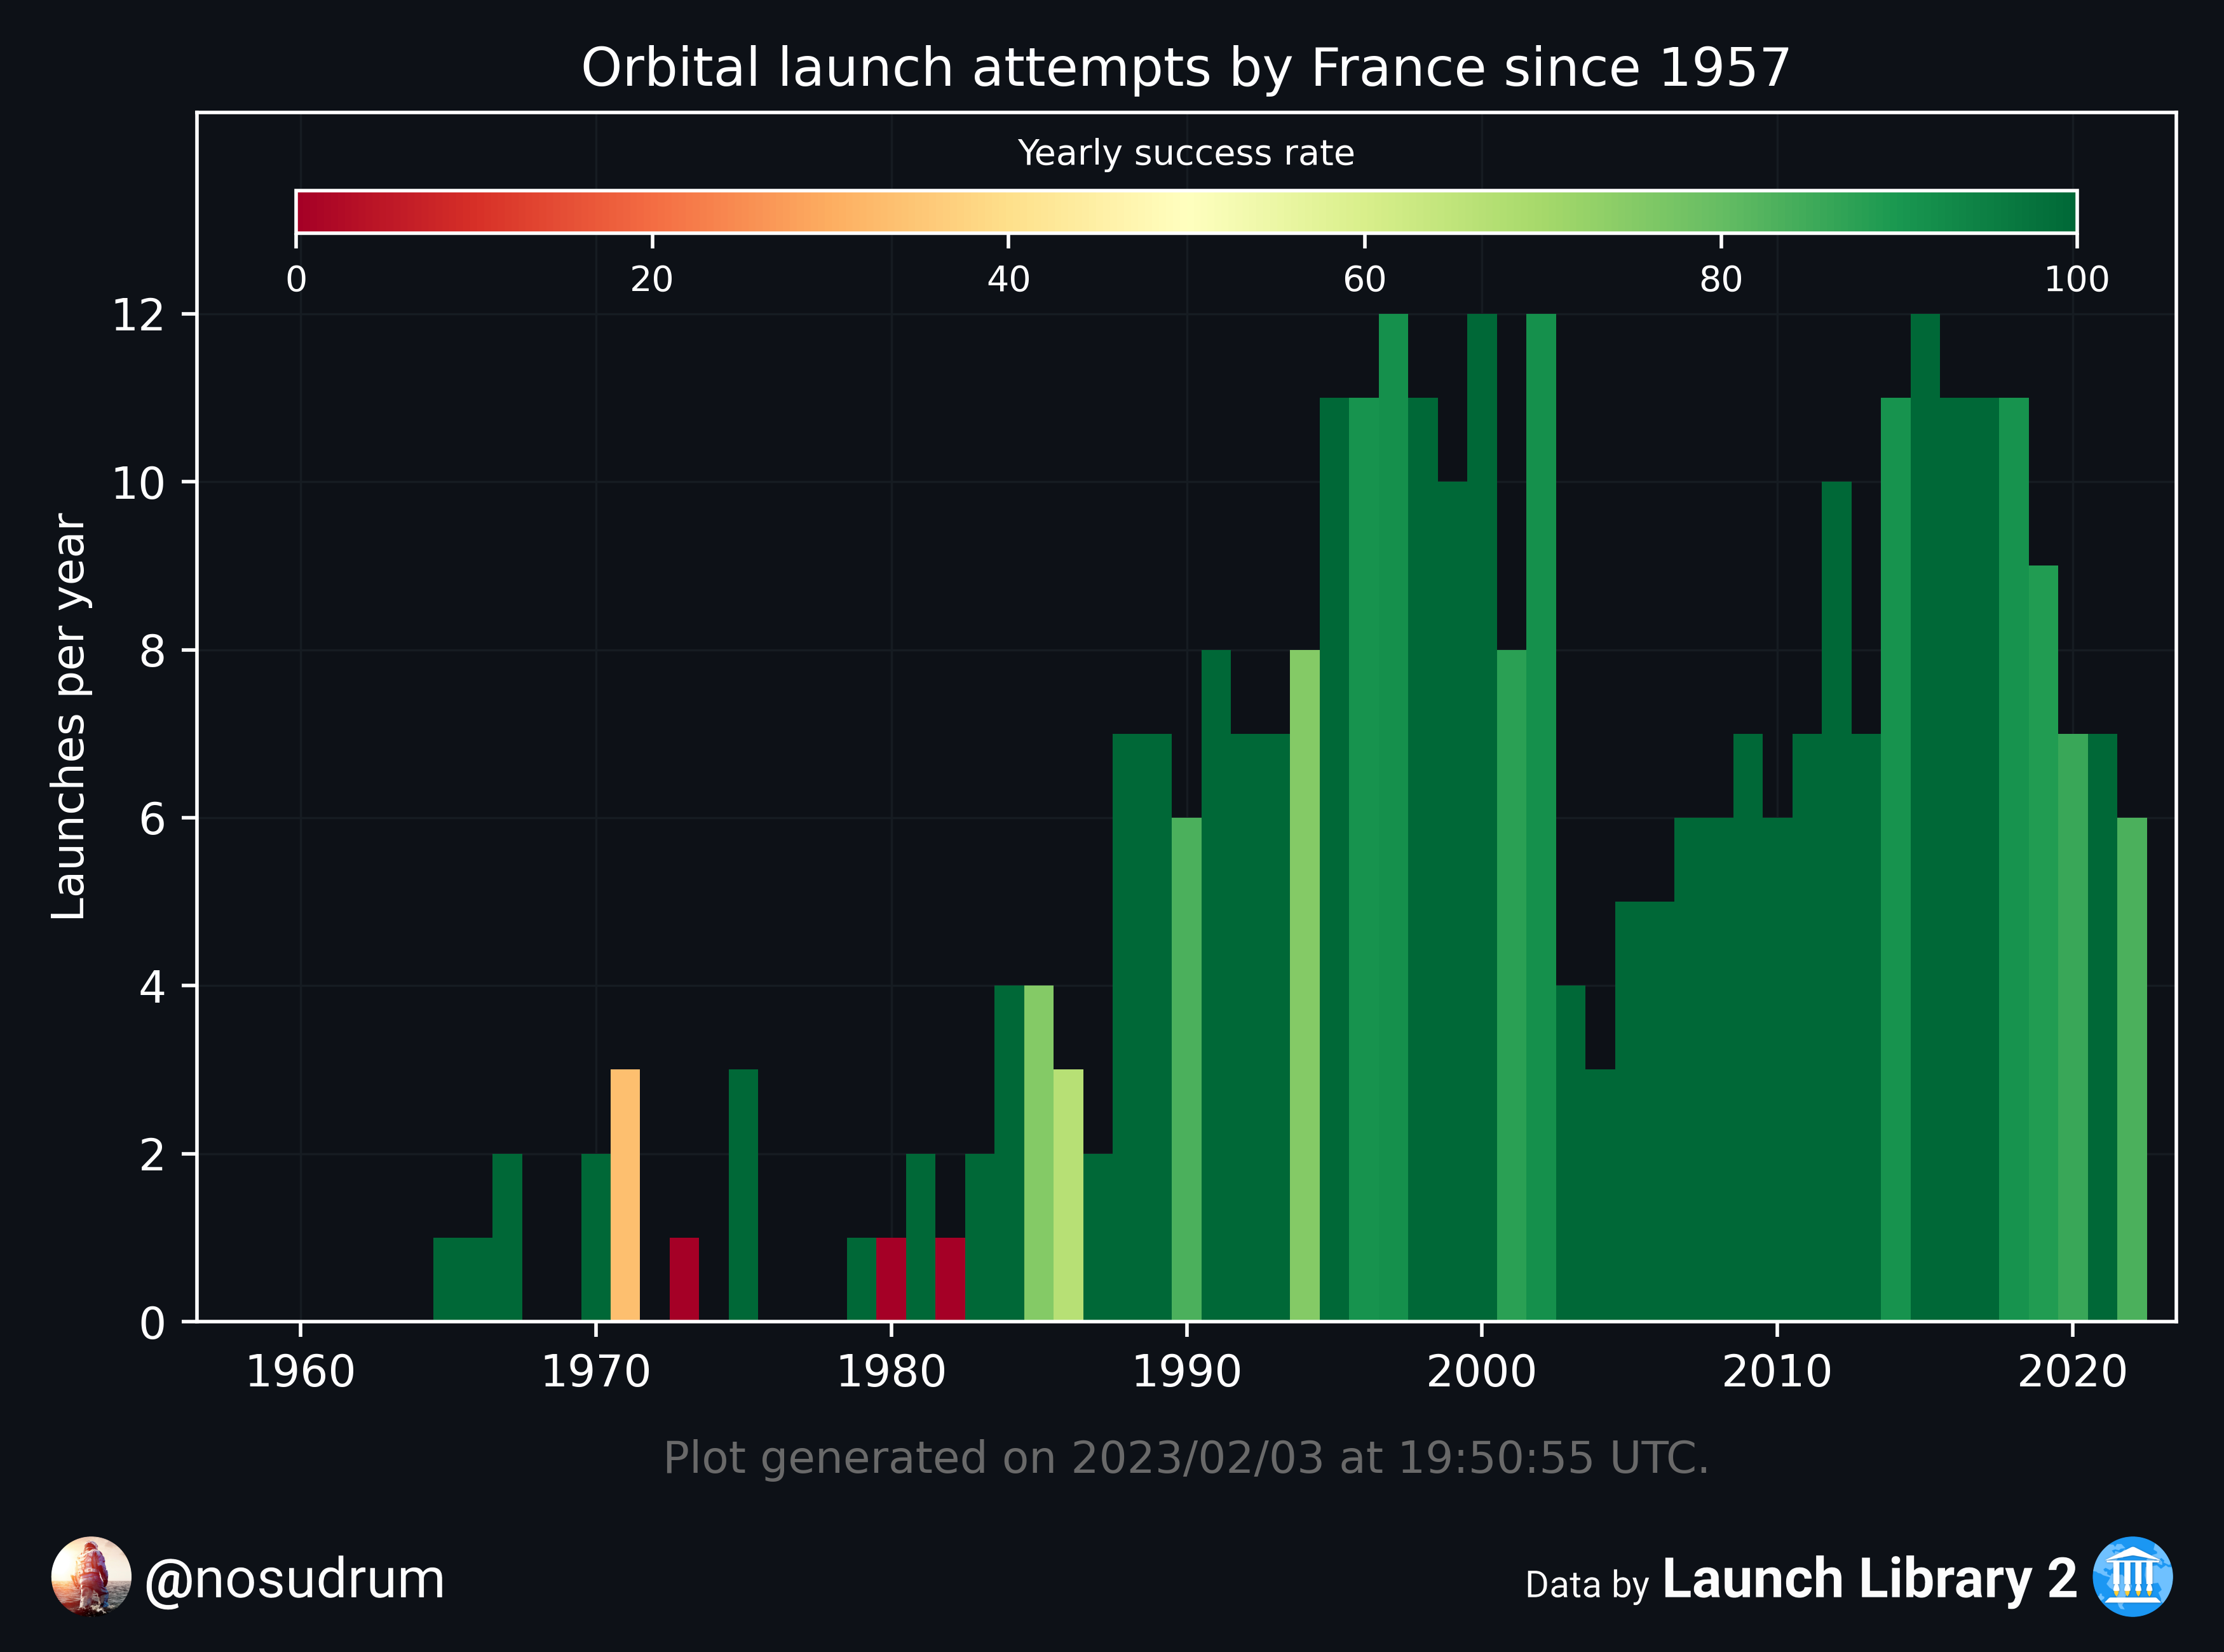 Orbital launch attempts by France since 1957
Yearly success rate
0 20 40 60 80 100
12
10
8
6
4
2
0
Launches per year
1960 1970 1980 1990 2000 2010 2020
Plot generated on 2023/02/03 at 19:50:55 UTC.
@nosudrum
Data by Launch Library 2